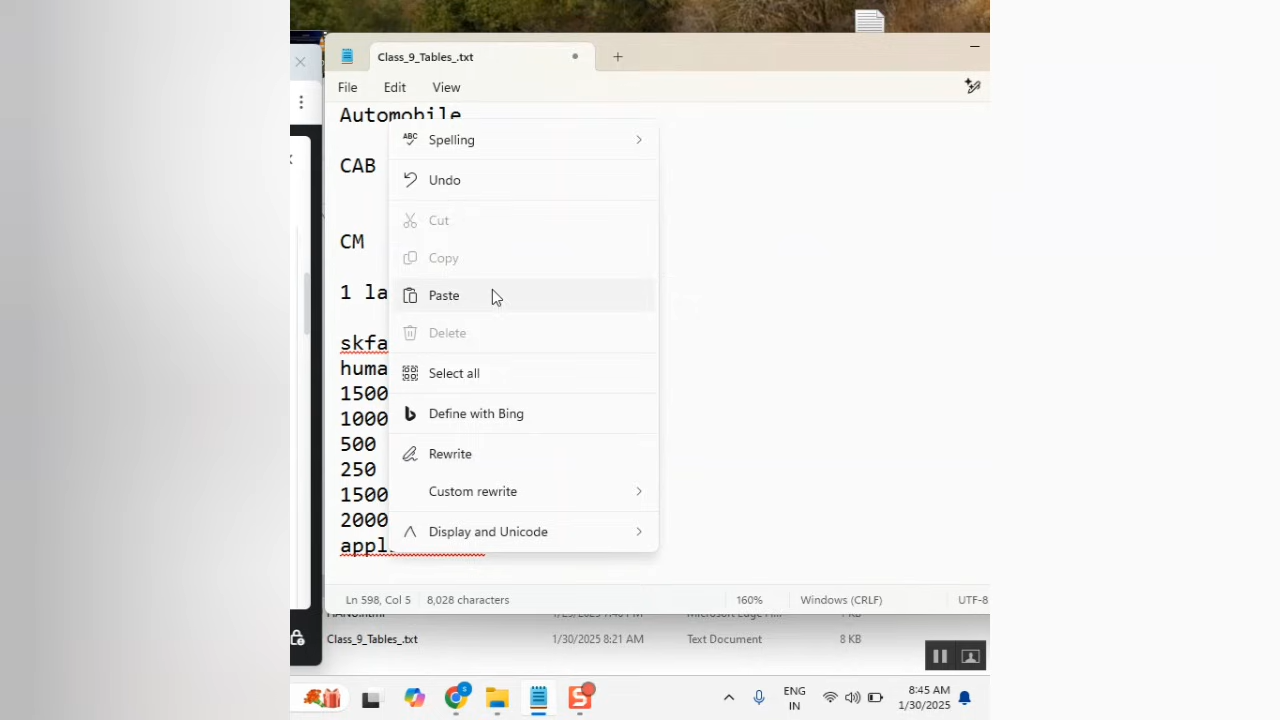 Class_9_Tables_.txt
File Edit View
Automobile
Spelling
CAB
Undo
Cut
CM
Copy
1 la
Paste
Delete
skfa
huma
Select all
1500
1000
Define with Bing
500
Rewrite
250
1500
Custom rewrite
2000
Display and Unicode
appl
Ln 598, Col 5 8,028 characters 160% Windows (CRLF) UTF-8
Class_9_Tables_.txt 1/30/2025 8:21 AM Text Document 8 KB
ENG
IN
8:45 AM
1/30/2025